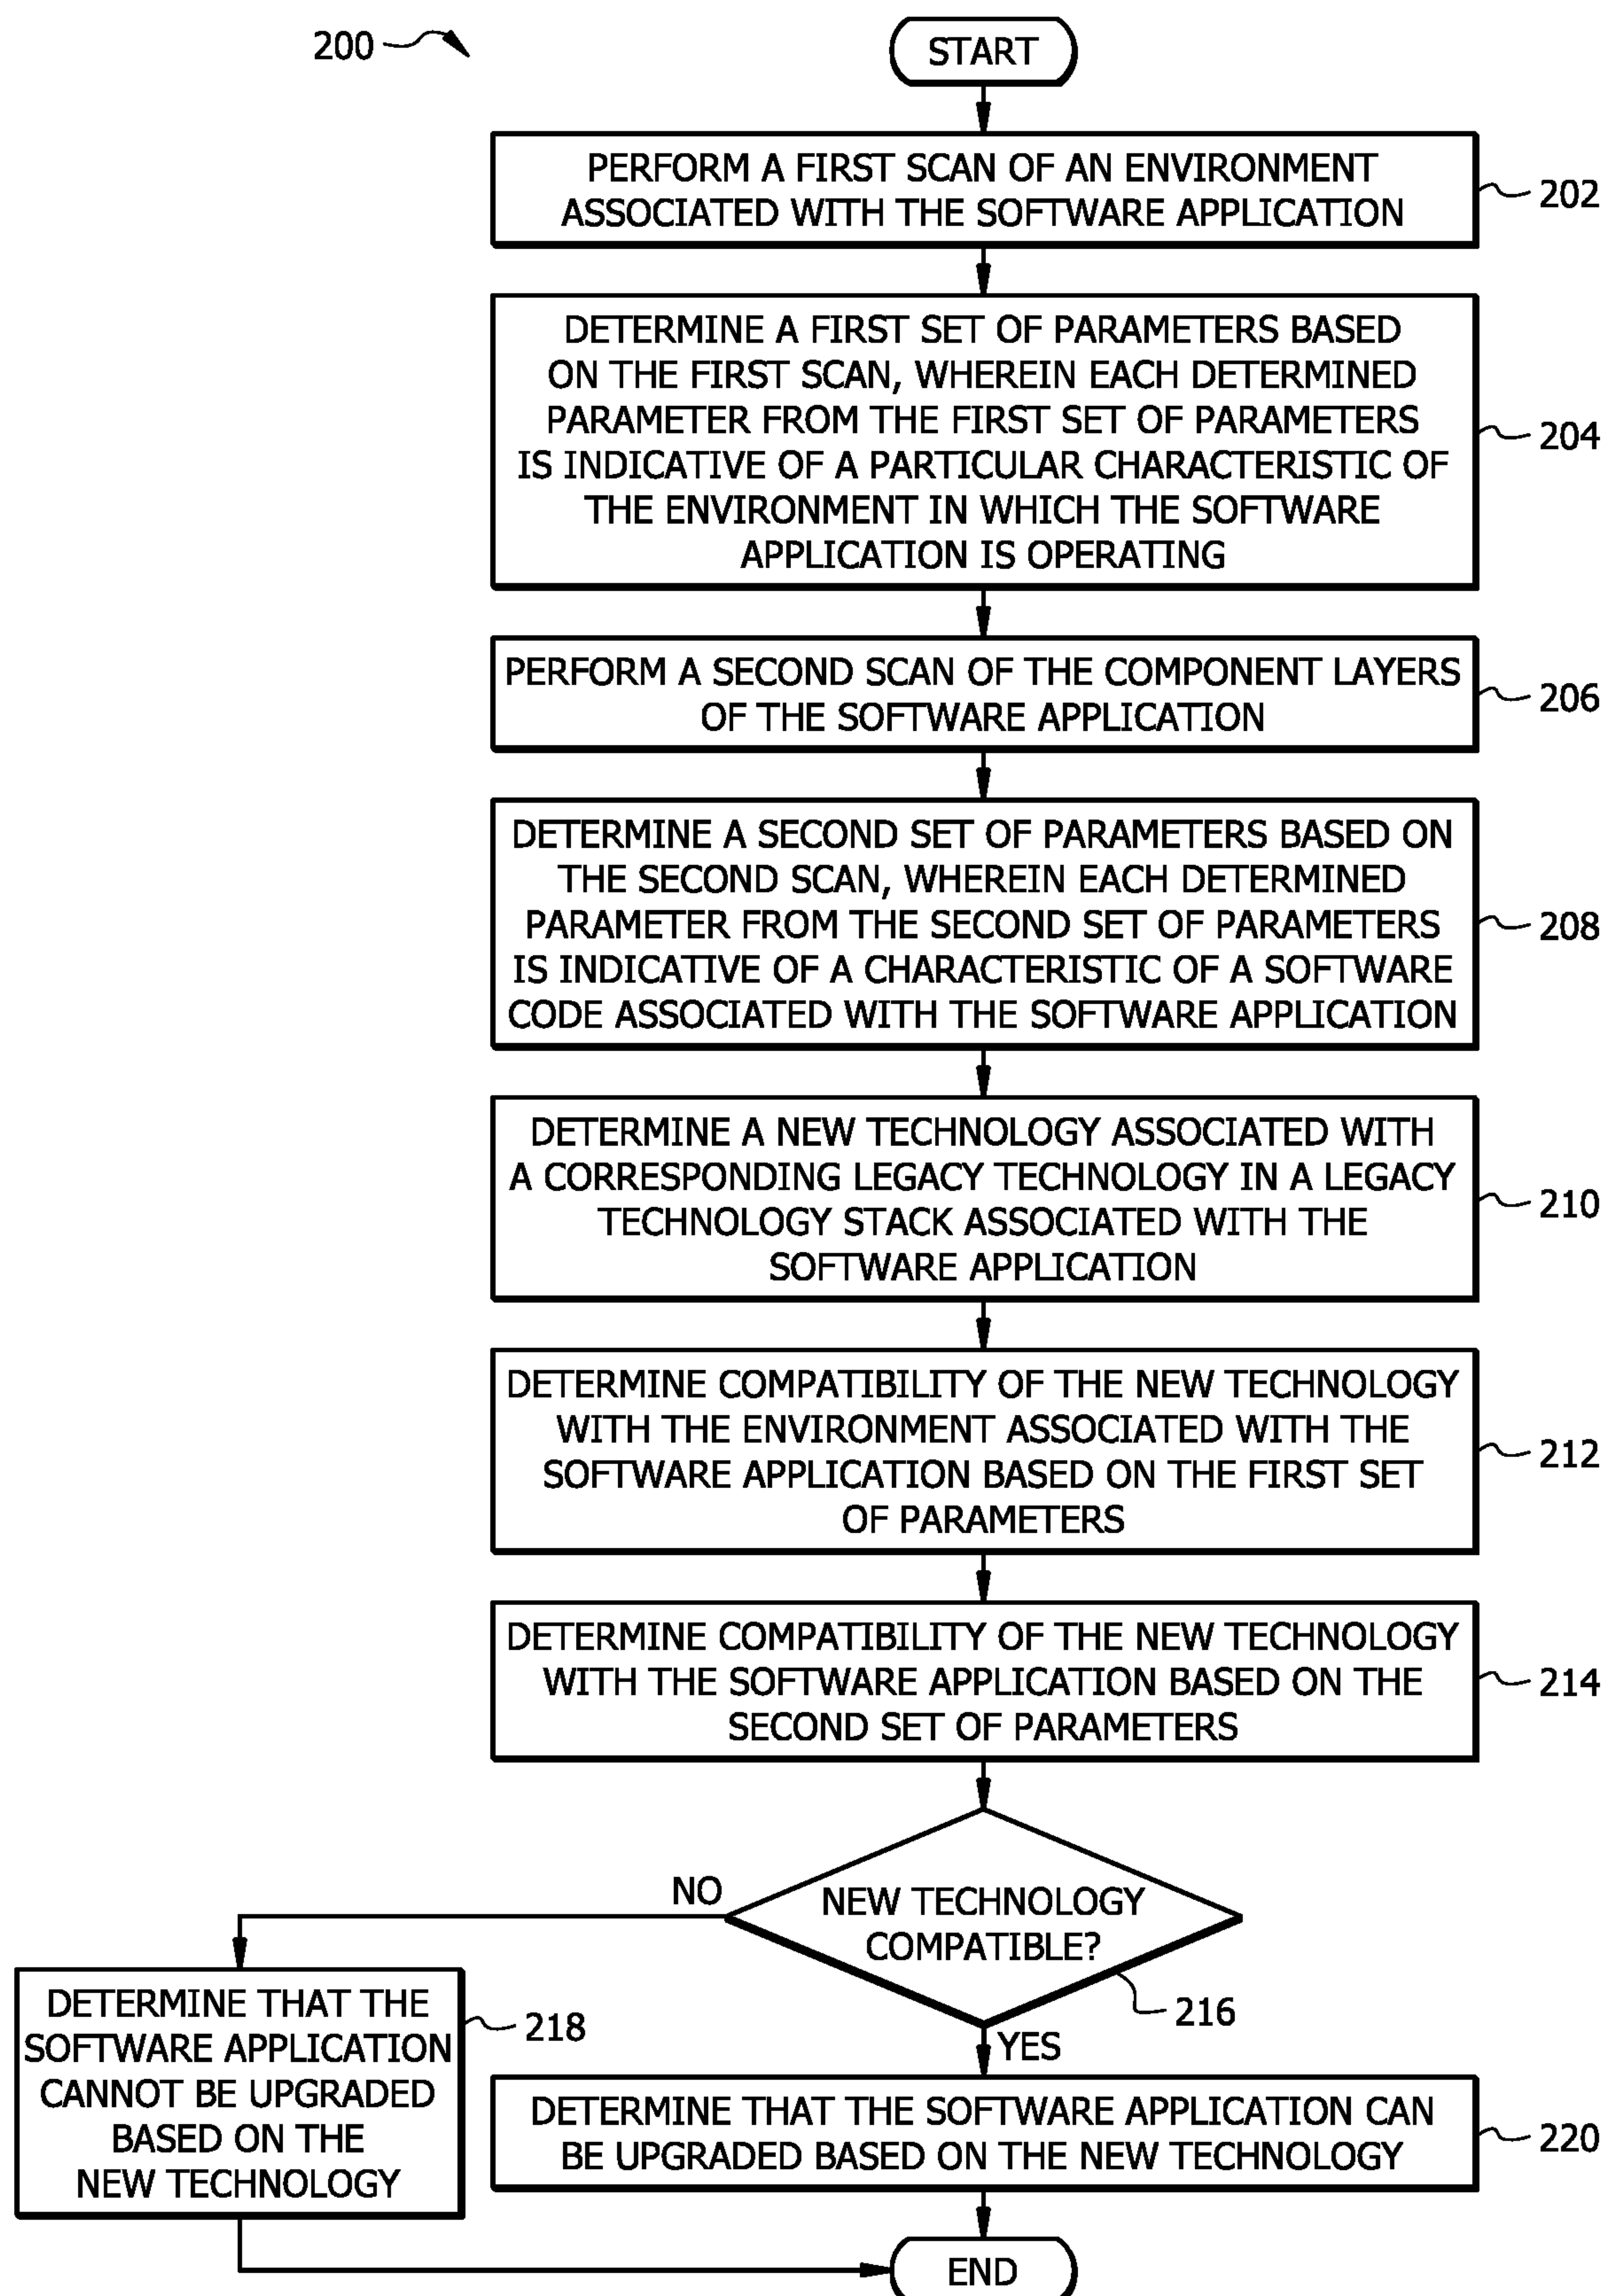 200
START
PERFORM A FIRST SCAN OF AN ENVIRONMENT
ASSOCIATED WITH THE SOFTWARE APPLICATION
202
DETERMINE A FIRST SET OF PARAMETERS BASED
ON THE FIRST SCAN, WHEREIN EACH DETERMINED
PARAMETER FROM THE FIRST SET OF PARAMETERS
IS INDICATIVE OF A PARTICULAR CHARACTERISTIC OF
THE ENVIRONMENT IN WHICH THE SOFTWARE
APPLICATION IS OPERATING
204
PERFORM A SECOND SCAN OF THE COMPONENT LAYERS
OF THE SOFTWARE APPLICATION
206
DETERMINE A SECOND SET OF PARAMETERS BASED ON
THE SECOND SCAN, WHEREIN EACH DETERMINED
PARAMETER FROM THE SECOND SET OF PARAMETERS
IS INDICATIVE OF A CHARACTERISTIC OF A SOFTWARE
CODE ASSOCIATED WITH THE SOFTWARE APPLICATION
208
DETERMINE A NEW TECHNOLOGY ASSOCIATED WITH
A CORRESPONDING LEGACY TECHNOLOGY IN A LEGACY
TECHNOLOGY STACK ASSOCIATED WITH THE
SOFTWARE APPLICATION
210
DETERMINE COMPATIBILITY OF THE NEW TECHNOLOGY
WITH THE ENVIRONMENT ASSOCIATED WITH THE
SOFTWARE APPLICATION BASED ON THE FIRST SET
OF PARAMETERS
212
DETERMINE COMPATIBILITY OF THE NEW TECHNOLOGY
WITH THE SOFTWARE APPLICATION BASED ON THE
SECOND SET OF PARAMETERS
214
NO
NEW TECHNOLOGY
COMPATIBLE?
216
YES
DETERMINE THAT THE
SOFTWARE APPLICATION
CANNOT BE UPGRADED
BASED ON THE
NEW TECHNOLOGY
218
DETERMINE THAT THE SOFTWARE APPLICATION CAN
BE UPGRADED BASED ON THE NEW TECHNOLOGY
220
END